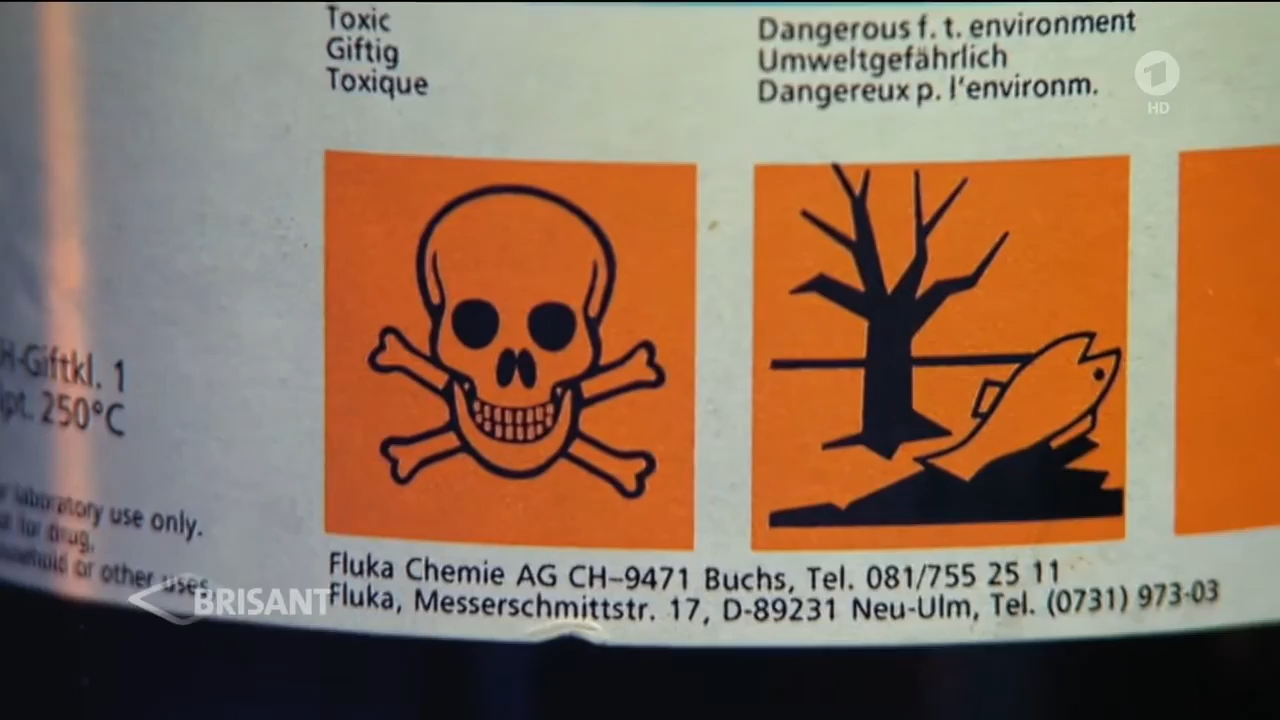 Toxic
Giftig
Toxique
Dangerous f. t. environment
Umweltgefährlich
Dangereux p. l'environm.
1
HD
H-Giftkl. 1
pt. 250°C
laboratory use only.
for drug,
household or other uses
Fluka Chemie AG CH-9471 Buchs, Tel. 081/755 25 11
Fluka, Messerschmittstr. 17, D-89231 Neu-Ulm, Tel. (0731) 973-03
BRISANT